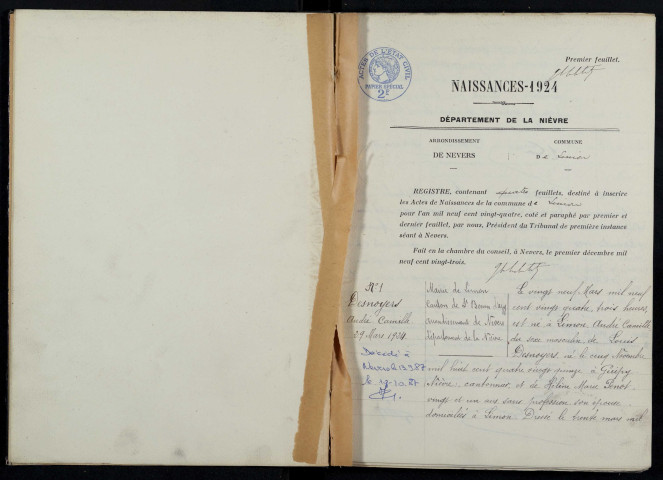 Premier feuillet.
ACTES DE L'ÉTAT CIVIL
PAPIER SPÉCIAL
2F
NAISSANCES-1924
DÉPARTEMENT DE LA NIÈVRE
ARRONDISSEMENT
DE NEVERS
COMMUNE
De Limon
REGISTRE, contenant quatre feuillets, destiné à inscrire
les Actes de Naissances de la commune de Limon
pour l'an mil neuf cent vingt-quatre, coté et paraphé par premier et
dernier feuillet, par nous, Président du Tribunal de première instance
séant à Nevers.
Fait en la chambre du conseil, à Nevers, le premier décembre mil
neuf cent vingt-trois.
N° 1
Desnoyers
André Camille
29 Mars 1924
Décédé à
Mairie de Limon
Canton de St Benin
arrondissement de Nevers
département de la Nièvre
Le vingt neuf Mars mil neuf
cent vingt quatre, trois heures,
est né à Limon André Camille
du sexe masculin de Louis
Desnoyers, né le neuf Novembre
mil huit cent quatre vingt quinze à
Nièvre, cantonnier, et de Hélène Marie
vingt et un ans, sans profession, son épouse
domiciliés à Limon. Dressé le trente mars mil